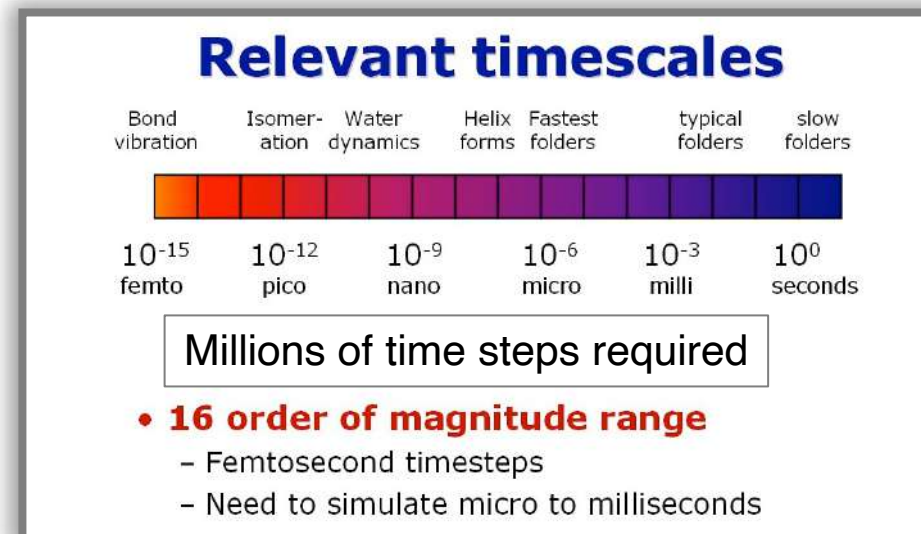 Relevant timescales
Bond Isomer- Water Helix Fastest typical slow
vibration ation dynamics forms folders folders folders
10⁻¹⁵ 10⁻¹² 10⁻⁹ 10⁻⁶ 10⁻³ 10⁰
femto pico nano micro milli seconds
Millions of time steps required
• 16 order of magnitude range
– Femtosecond timesteps
– Need to simulate micro to milliseconds